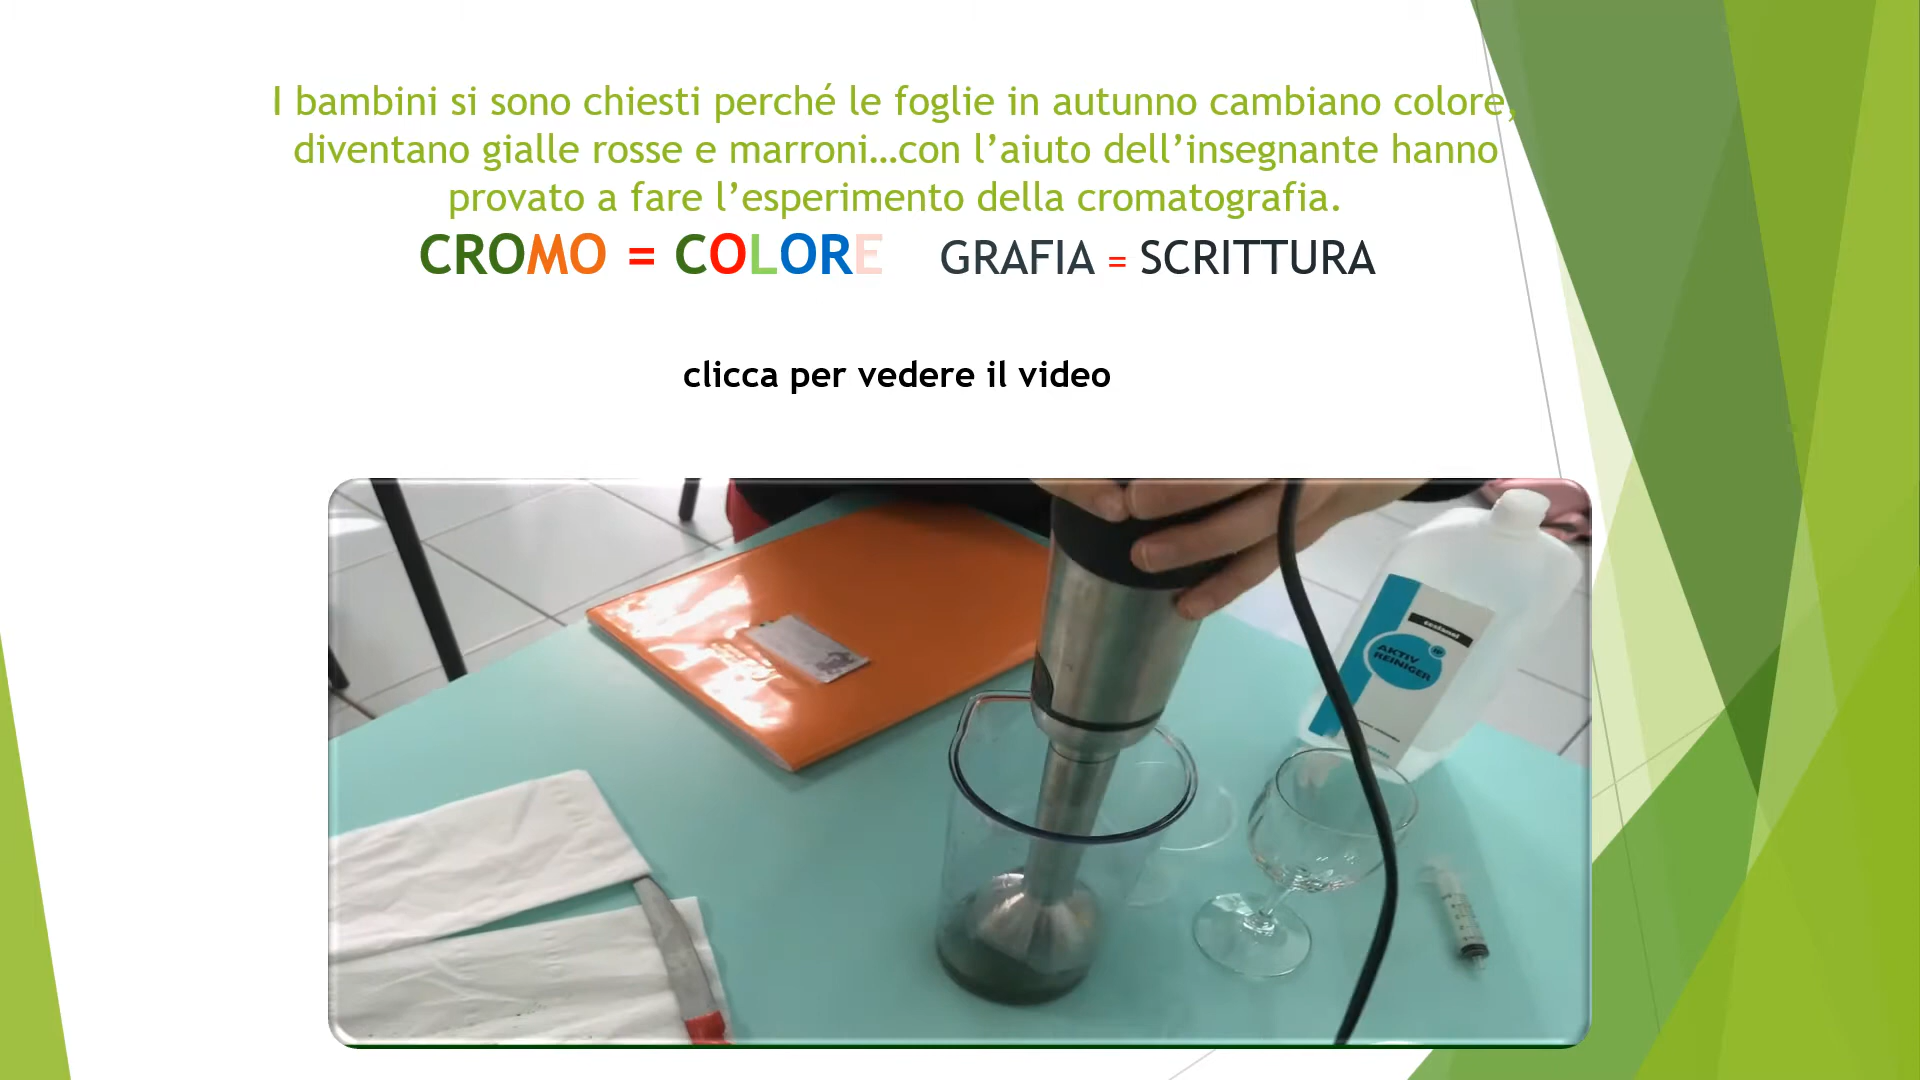 I bambini si sono chiesti perché le foglie in autunno cambiano colore,
diventano gialle rosse e marroni…con l’aiuto dell’insegnante hanno
provato a fare l’esperimento della cromatografia.
CROMO = COLORE GRAFIA = SCRITTURA
clicca per vedere il video
AKTIV
REINIGER